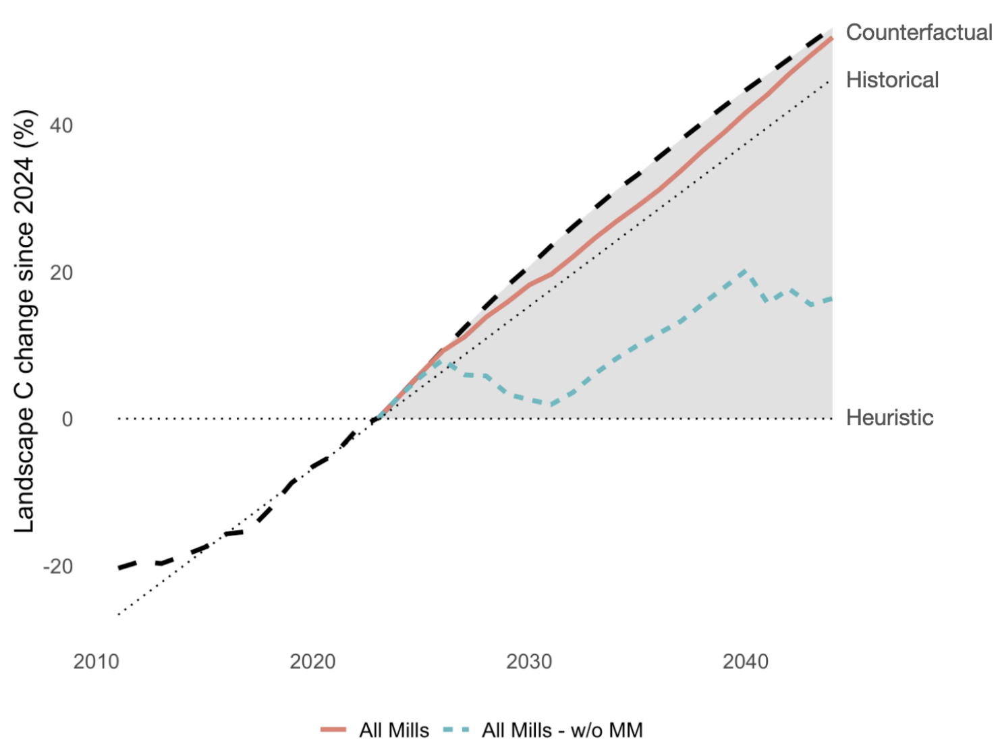 Counterfactual
Historical
Heuristic
Landscape C change since 2024 (%)
40
20
0
-20
2010 2020 2030 2040
All Mills All Mills - w/o MM